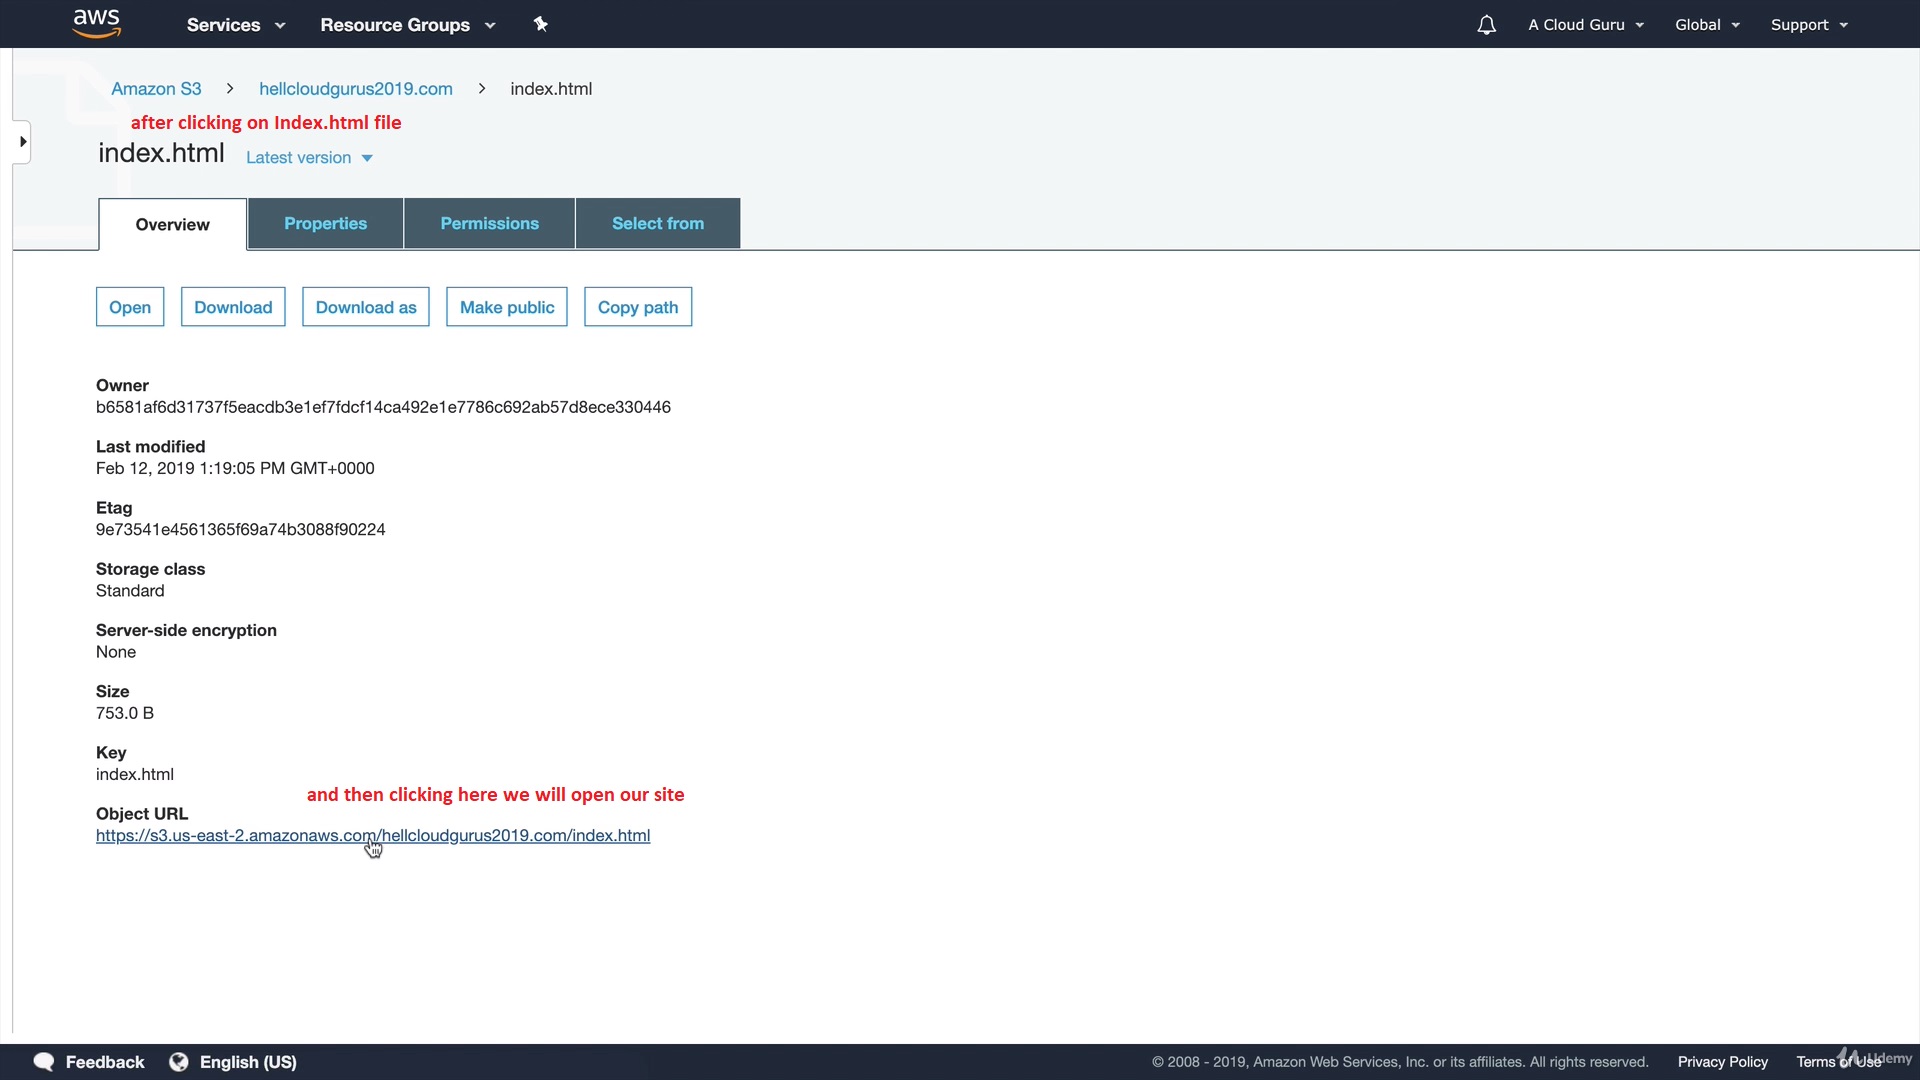 aws Services Resource Groups A Cloud Guru Global Support
Amazon S3 > hellcloudgurus2019.com > index.html
after clicking on Index.html file
index.html Latest version
Overview Properties Permissions Select from
Open Download Download as Make public Copy path
Owner
b6581af6d31737f5eacdb3e1ef7fdcf14ca492e1e7786c692ab57d8ece330446
Last modified
Feb 12, 2019 1:19:05 PM GMT+0000
Etag
9e73541e4561365f69a74b3088f90224
Storage class
Standard
Server-side encryption
None
Size
753.0 B
Key
index.html
and then clicking here we will open our site
Object URL
https://s3.us-east-2.amazonaws.com/hellcloudgurus2019.com/index.html
Feedback English (US) © 2008 - 2019, Amazon Web Services, Inc. or its affiliates. All rights reserved. Privacy Policy Terms of Use
Udemy